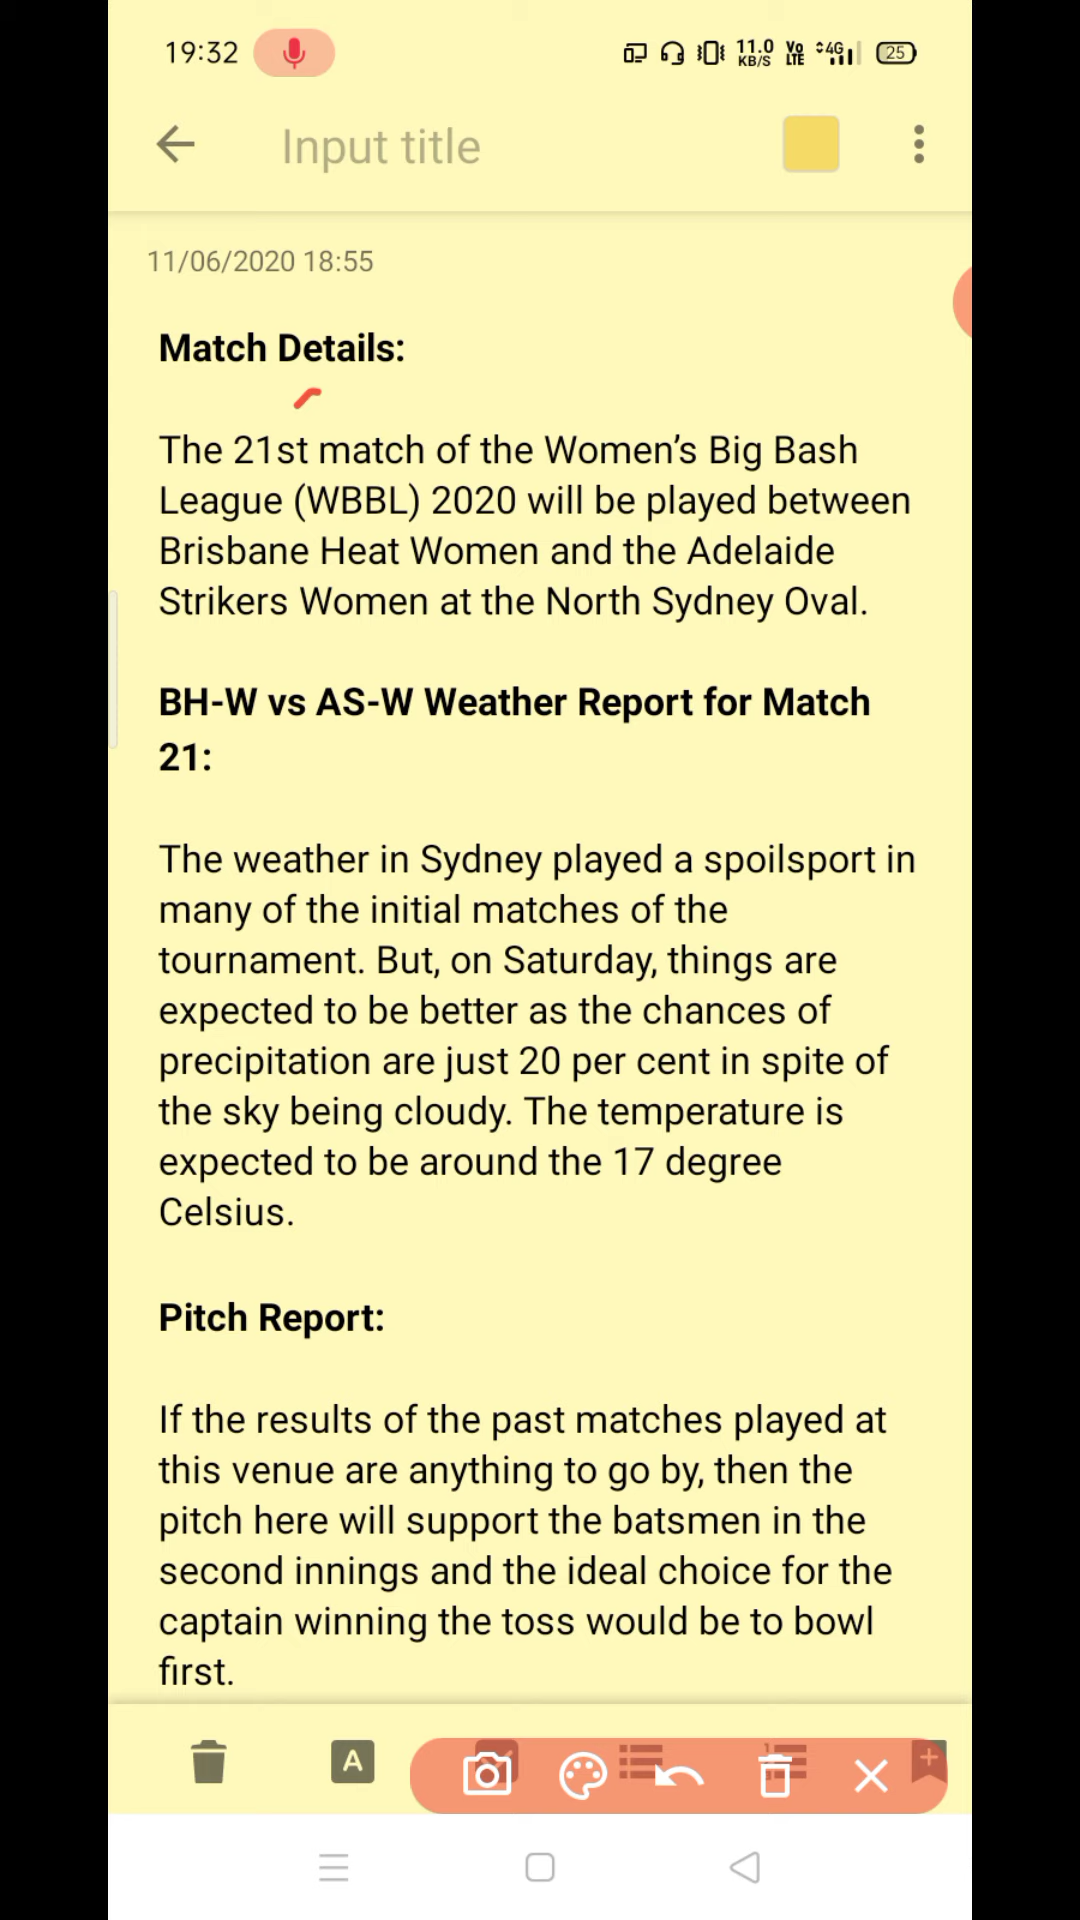 19:32
11.0 KB/S Vo LTE 4G 25
Input title
11/06/2020 18:55
Match Details:
The 21st match of the Women’s Big Bash
League (WBBL) 2020 will be played between
Brisbane Heat Women and the Adelaide
Strikers Women at the North Sydney Oval.
BH-W vs AS-W Weather Report for Match
21:
The weather in Sydney played a spoilsport in
many of the initial matches of the
tournament. But, on Saturday, things are
expected to be better as the chances of
precipitation are just 20 per cent in spite of
the sky being cloudy. The temperature is
expected to be around the 17 degree
Celsius.
Pitch Report:
If the results of the past matches played at
this venue are anything to go by, then the
pitch here will support the batsmen in the
second innings and the ideal choice for the
captain winning the toss would be to bowl
first.
A